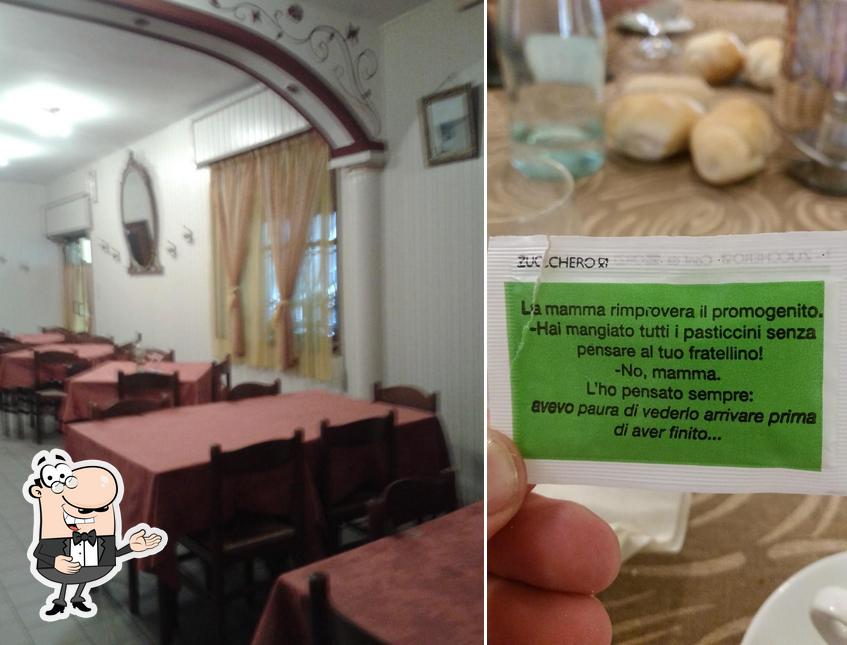 ZUCCHERO
La mamma rimprovera il promogenito.
-Hai mangiato tutti i pasticcini senza
pensare al tuo fratellino!
-No, mamma.
L'ho pensato sempre:
avevo paura di vederlo arrivare prima
di aver finito...